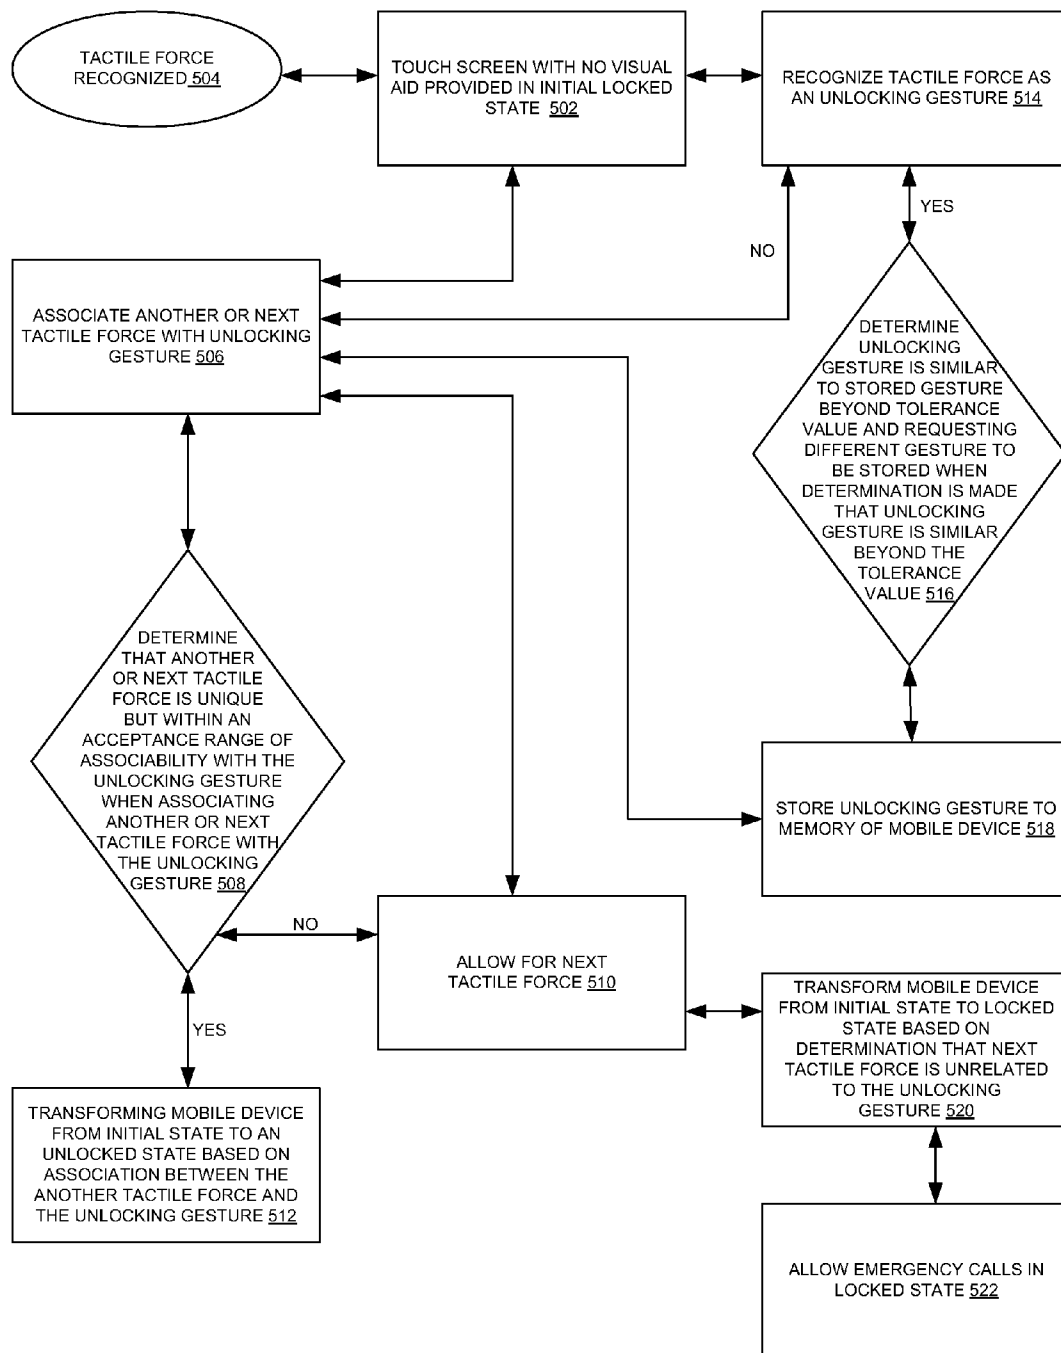 TACTILE FORCE
RECOGNIZED 504
TOUCH SCREEN WITH NO VISUAL
AID PROVIDED IN INITIAL LOCKED
STATE 502
RECOGNIZE TACTILE FORCE AS
AN UNLOCKING GESTURE 514
YES
NO
ASSOCIATE ANOTHER OR NEXT
TACTILE FORCE WITH UNLOCKING
GESTURE 506
DETERMINE
UNLOCKING
GESTURE IS SIMILAR
TO STORED GESTURE
BEYOND TOLERANCE
VALUE AND REQUESTING
DIFFERENT GESTURE TO
BE STORED WHEN
DETERMINATION IS MADE
THAT UNLOCKING
GESTURE IS SIMILAR
BEYOND THE
TOLERANCE
VALUE 516
DETERMINE
THAT ANOTHER
OR NEXT TACTILE
FORCE IS UNIQUE
BUT WITHIN AN
ACCEPTANCE RANGE OF
ASSOCIABILITY WITH THE
UNLOCKING GESTURE
WHEN ASSOCIATING
ANOTHER OR NEXT
TACTILE FORCE WITH
THE UNLOCKING
GESTURE 508
STORE UNLOCKING GESTURE TO
MEMORY OF MOBILE DEVICE 518
NO
ALLOW FOR NEXT
TACTILE FORCE 510
YES
TRANSFORM MOBILE DEVICE
FROM INITIAL STATE TO LOCKED
STATE BASED ON
DETERMINATION THAT NEXT
TACTILE FORCE IS UNRELATED
TO THE UNLOCKING
GESTURE 520
TRANSFORMING MOBILE DEVICE
FROM INITIAL STATE TO AN
UNLOCKED STATE BASED ON
ASSOCIATION BETWEEN THE
ANOTHER TACTILE FORCE AND
THE UNLOCKING GESTURE 512
ALLOW EMERGENCY CALLS IN
LOCKED STATE 522